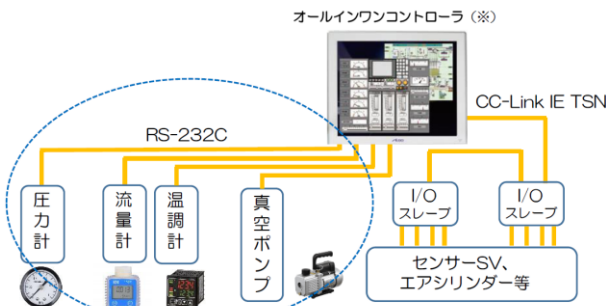 オールインワンコントローラ（※）
CC-Link IE TSN
RS-232C
圧力計
流量計
温調計
真空ポンプ
I/O
スレーブ
I/O
スレーブ
センサーSV、
エアシリンダー等